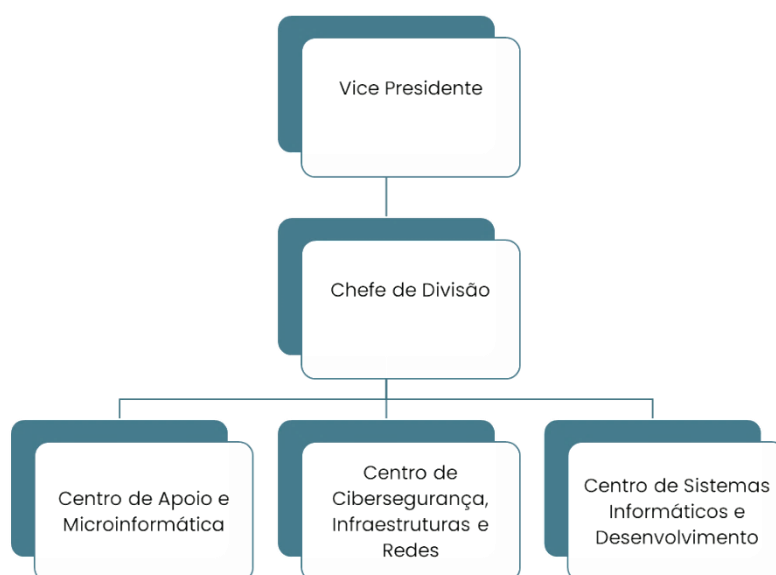 Vice Presidente
Chefe de Divisão
Centro de Apoio e
Microinformática
Centro de
Cibersegurança,
Infraestruturas e
Redes
Centro de Sistemas
Informáticos e
Desenvolvimento